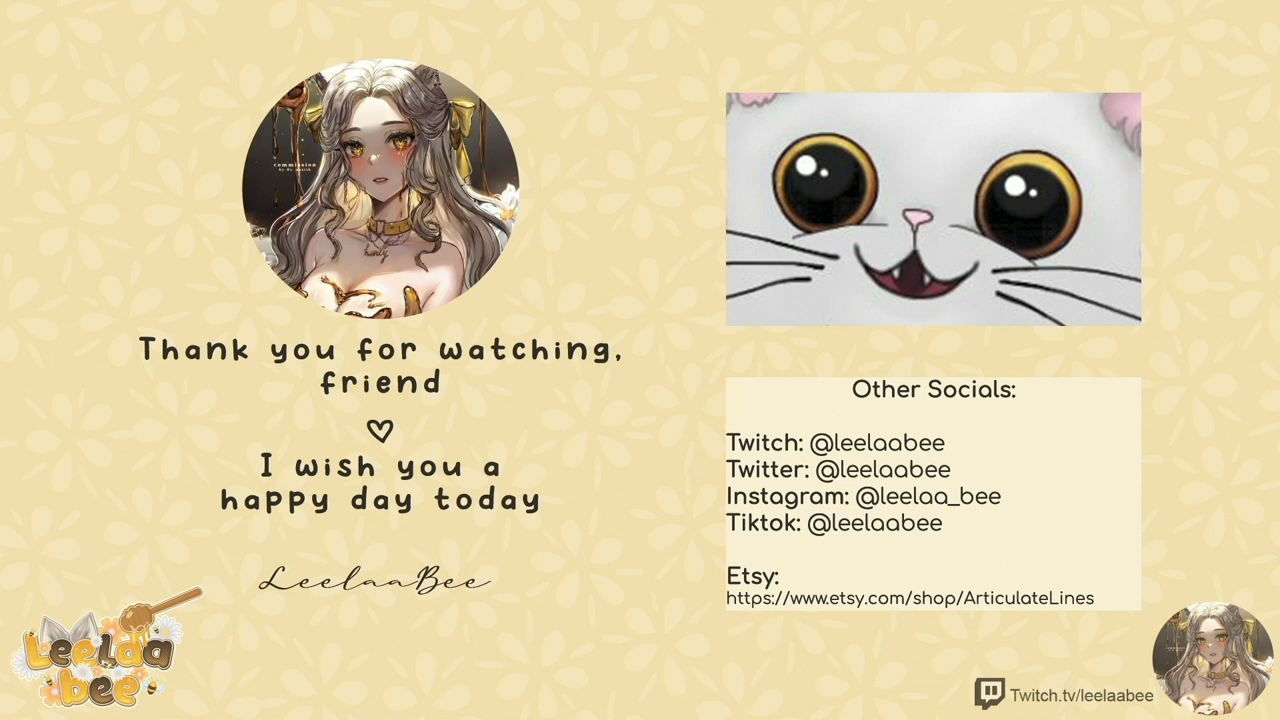 commission
Thank you for watching,
friend
I wish you a
happy day today
LeelaaBee
Leelaa
bee
Other Socials:
Twitch: @leelaabee
Twitter: @leelaabee
Instagram: @leelaa_bee
Tiktok: @leelaabee
Etsy:
https://www.etsy.com/shop/ArticulateLines
Twitch.tv/leelaabee